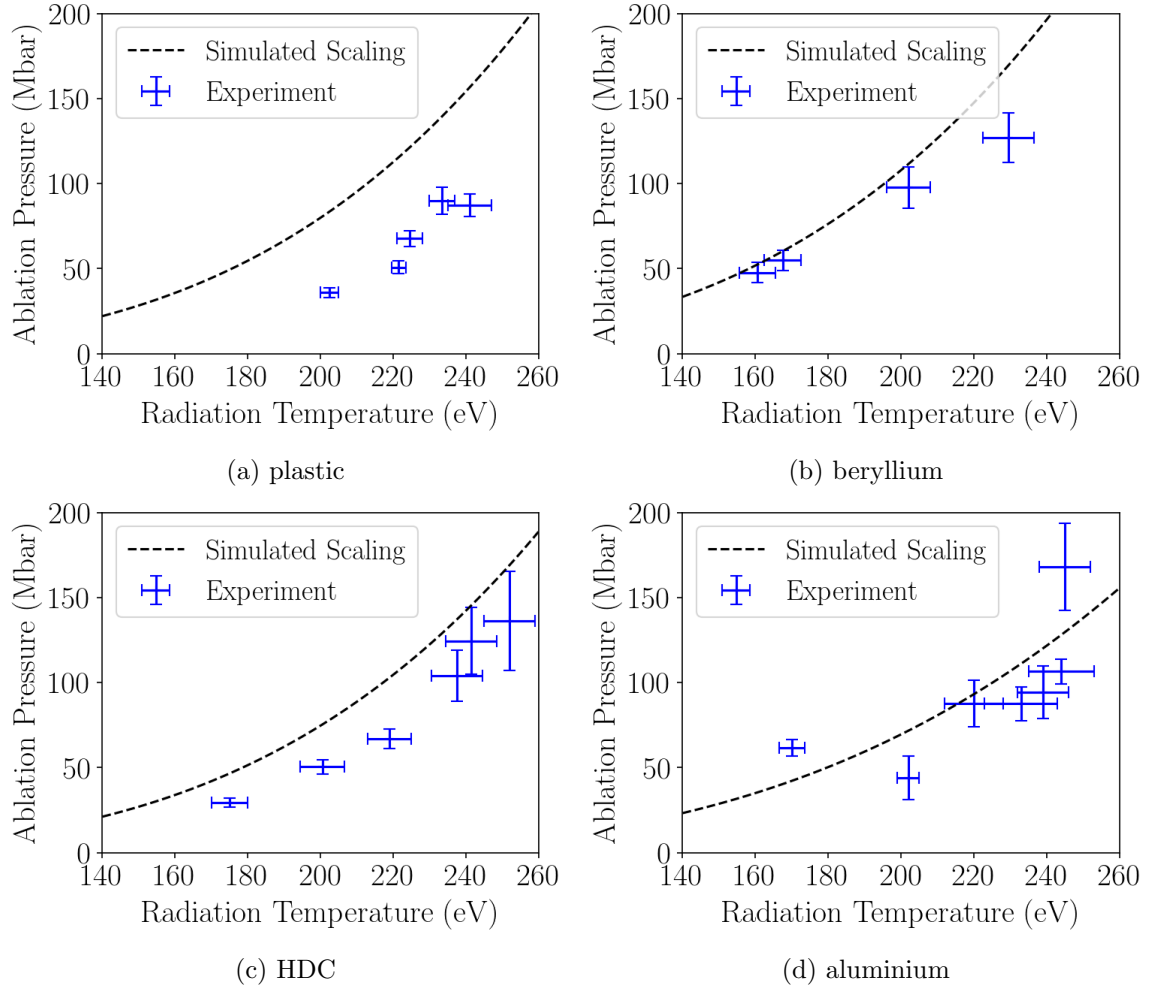 200
150
100
50
0
Ablation Pressure (Mbar)
Simulated Scaling
Experiment
140 160 180 200 220 240 260
Radiation Temperature (eV)
(a) plastic
200
150
100
50
0
Ablation Pressure (Mbar)
Simulated Scaling
Experiment
140 160 180 200 220 240 260
Radiation Temperature (eV)
(b) beryllium
200
150
100
50
0
Ablation Pressure (Mbar)
Simulated Scaling
Experiment
140 160 180 200 220 240 260
Radiation Temperature (eV)
(c) HDC
200
150
100
50
0
Ablation Pressure (Mbar)
Simulated Scaling
Experiment
140 160 180 200 220 240 260
Radiation Temperature (eV)
(d) aluminium